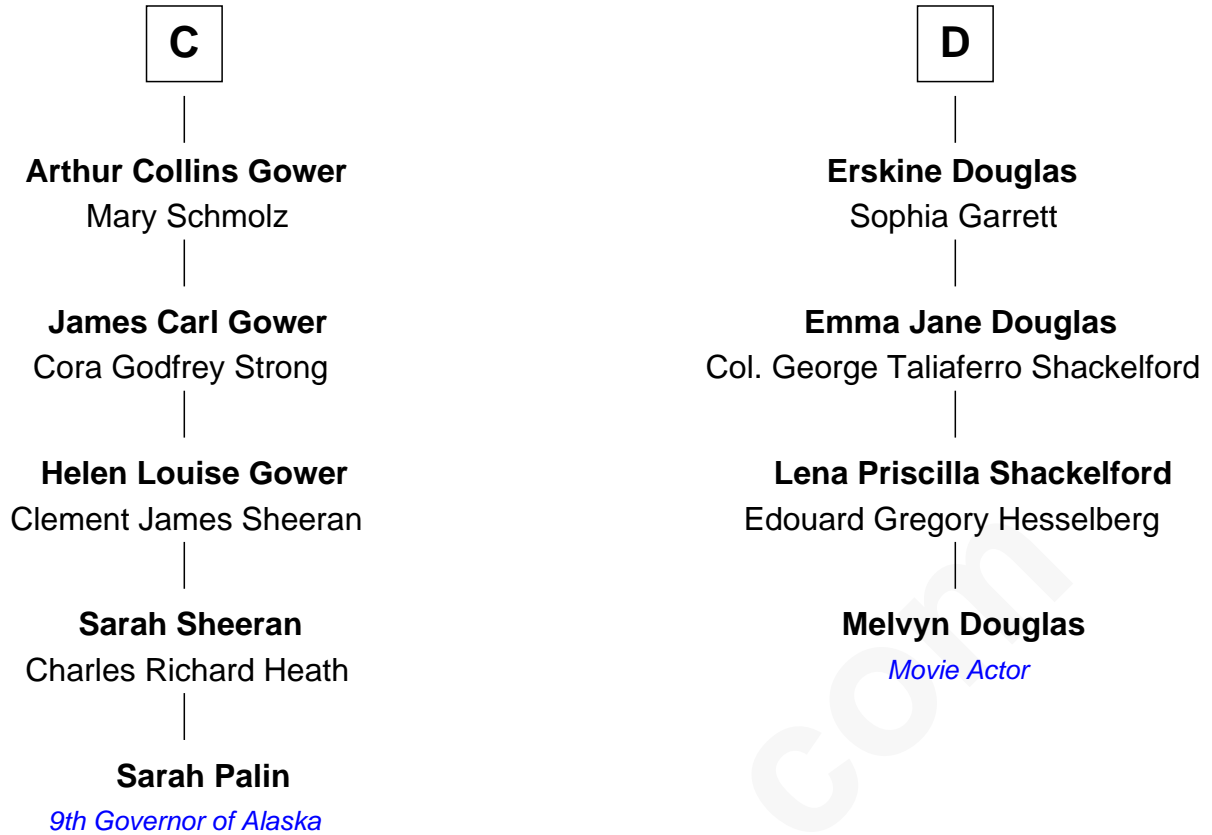 C
Arthur Collins Gower
Mary Schmolz
James Carl Gower
Cora Godfrey Strong
Helen Louise Gower
Clement James Sheeran
Sarah Sheeran
Charles Richard Heath
Sarah Palin
9th Governor of Alaska
D
Erskine Douglas
Sophia Garrett
Emma Jane Douglas
Col. George Taliaferro Shackelford
Lena Priscilla Shackelford
Edouard Gregory Hesselberg
Melvyn Douglas
Movie Actor
com